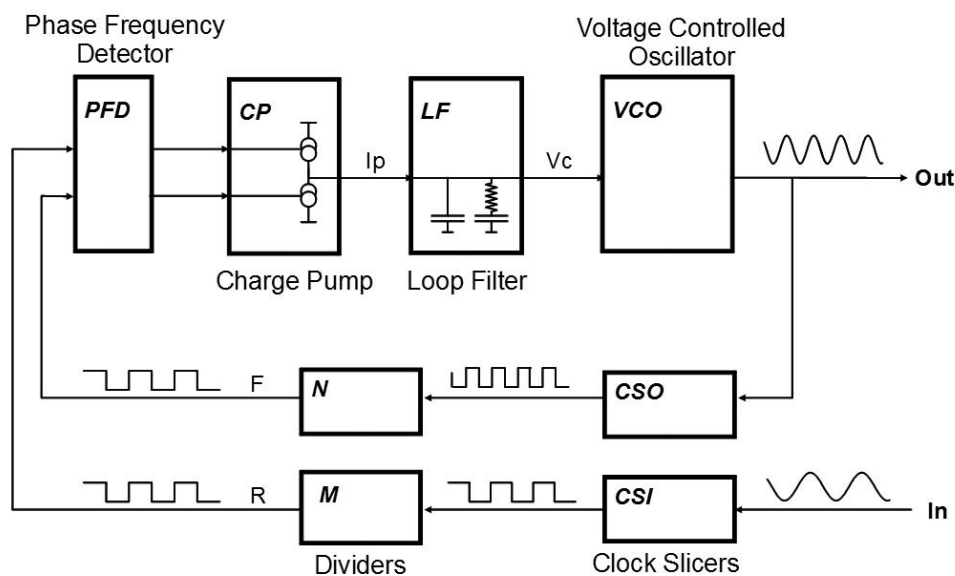 Phase Frequency
Detector
Voltage Controlled
Oscillator
PFD
CP
LF
VCO
Ip
Vc
Out
Charge Pump
Loop Filter
F
N
CSO
R
M
CSI
In
Dividers
Clock Slicers